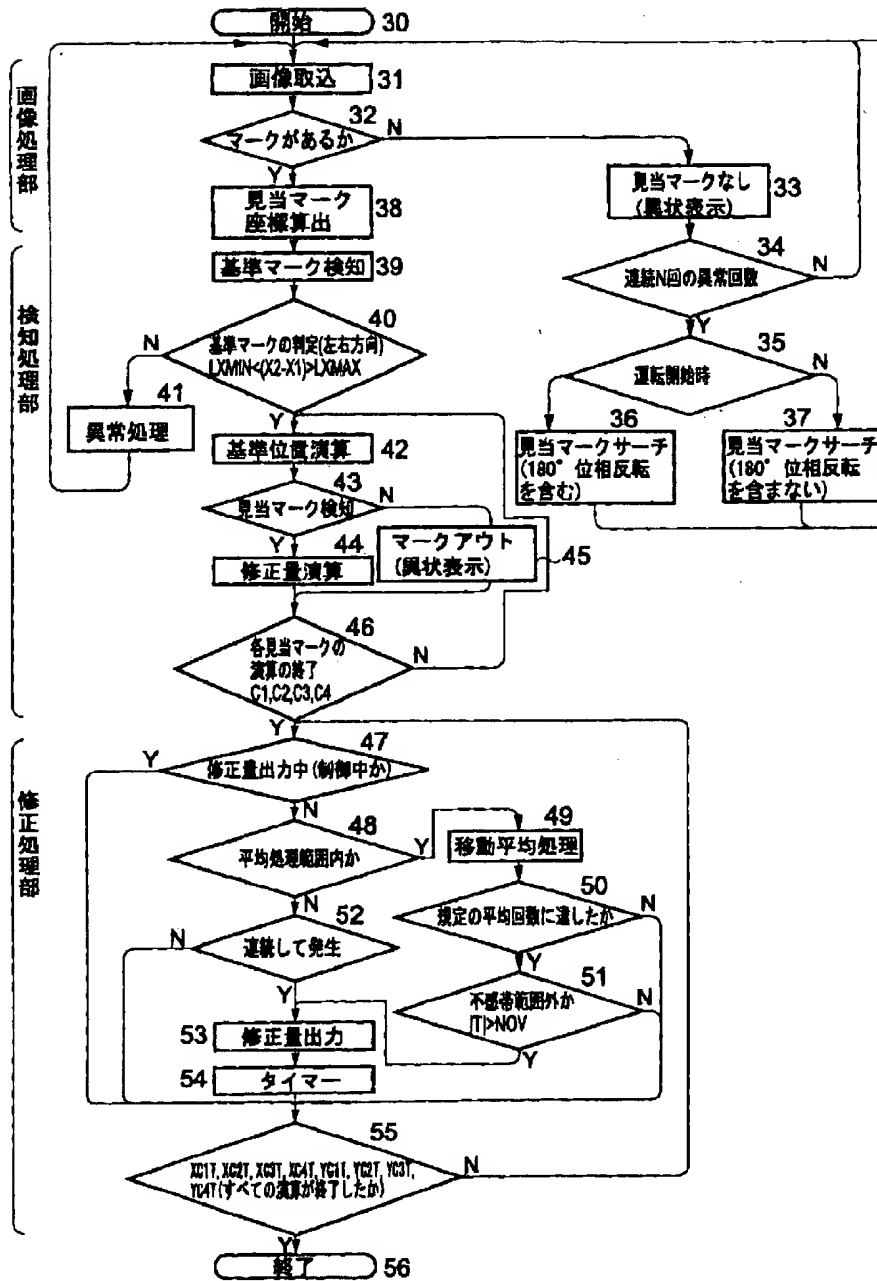 開始 30
画像取込 31
32
マークがあるか
N
Y
見当マーク
座標算出 38
見当マークなし
(異状表示) 33
基準マーク検知 39
34
連続N回の異常回数
N
Y
40
基準マークの判定(左右方向)
LXMIN<(X2-X1)>LXMAX
N
Y
35
運転開始時
N
Y
41
異常処理
36
見当マークサーチ
(180°位相反転
を含む)
37
見当マークサーチ
(180°位相反転
を含まない)
基準位置演算 42
43
見当マーク検知
N
Y
44
修正量演算
マークアウト
(異状表示)
45
46
各見当マークの
演算の終了
C1,C2,C3,C4
N
Y
47
修正量出力中(制御中か)
Y
N
48
平均処理範囲内か
Y
N
49
移動平均処理
50
規定の平均回数に達したか
N
Y
52
連続して発生
N
Y
51
不感帯範囲外か
|T|>NOV
N
Y
53 修正量出力
54 タイマー
55
XC1T,XC2T,XC3T,XC4T,YC1T,YC2T,YC3T,
YC4T(すべての演算が終了したか)
N
Y
終了 56
画像処理部
検知処理部
修正処理部